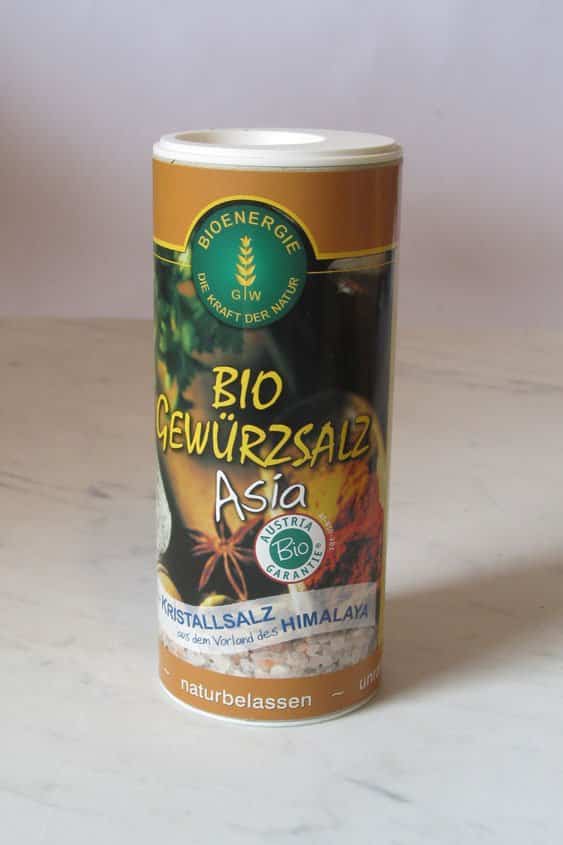 BIOENERGIE
G W
DIE KRAFT DER NATUR
BIO
GEWÜRZSALZ
Asia
AUSTRIA
Bio
GARANTIE®
KRISTALLSALZ
aus dem Vorland des HIMALAYA
~ naturbelassen ~